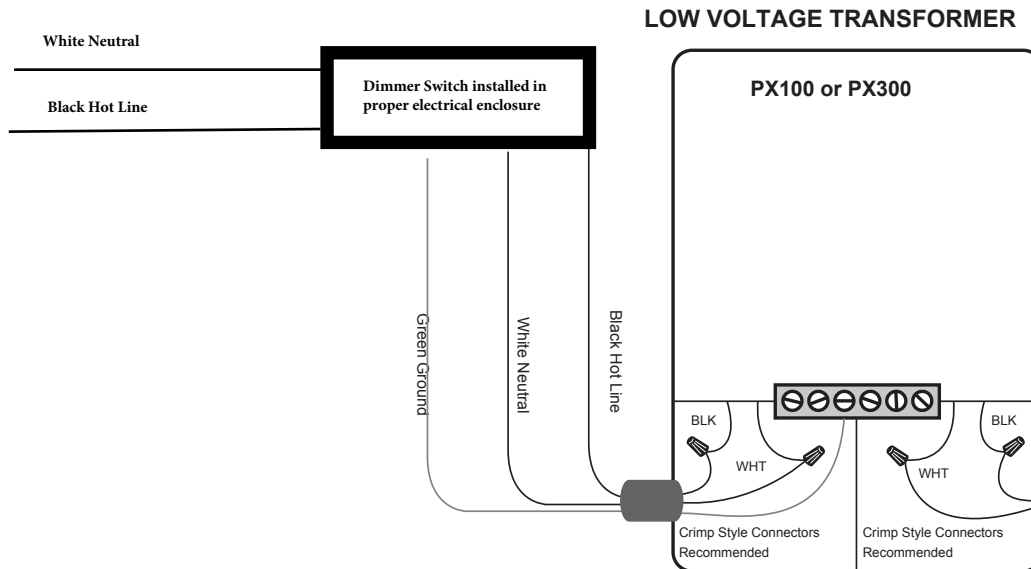 LOW VOLTAGE TRANSFORMER
White Neutral
Black Hot Line
Dimmer Switch installed in
proper electrical enclosure
PX100 or PX300
Green Ground
White Neutral
Black Hot Line
BLK
WHT
BLK
WHT
Crimp Style Connectors
Recommended
Crimp Style Connectors
Recommended